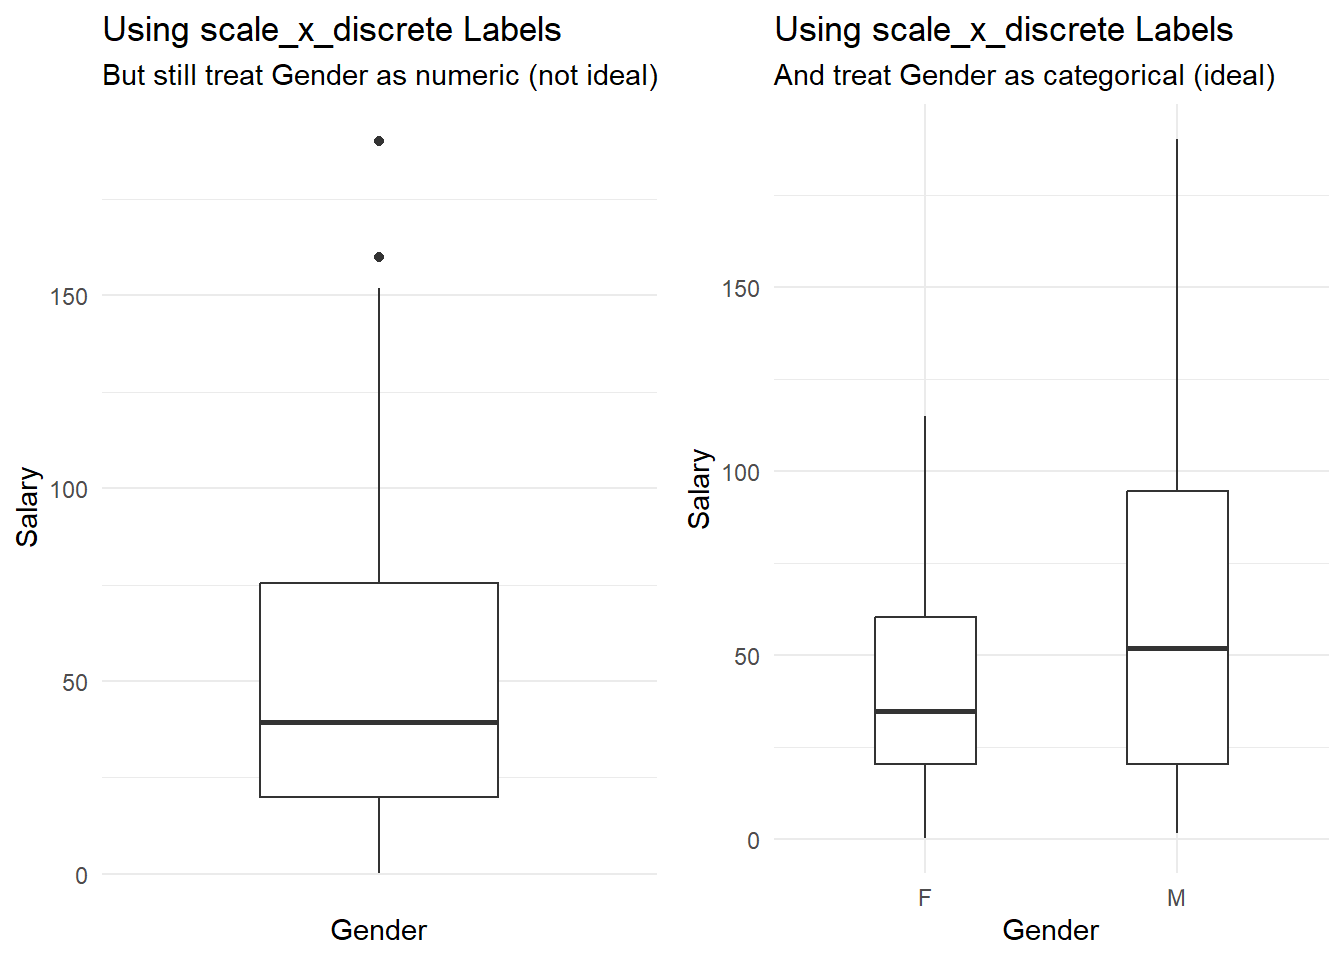 Using scale_x_discrete Labels
But still treat Gender as numeric (not ideal)
Salary
150
100
50
0
Gender
Using scale_x_discrete Labels
And treat Gender as categorical (ideal)
Salary
150
100
50
0
F M
Gender